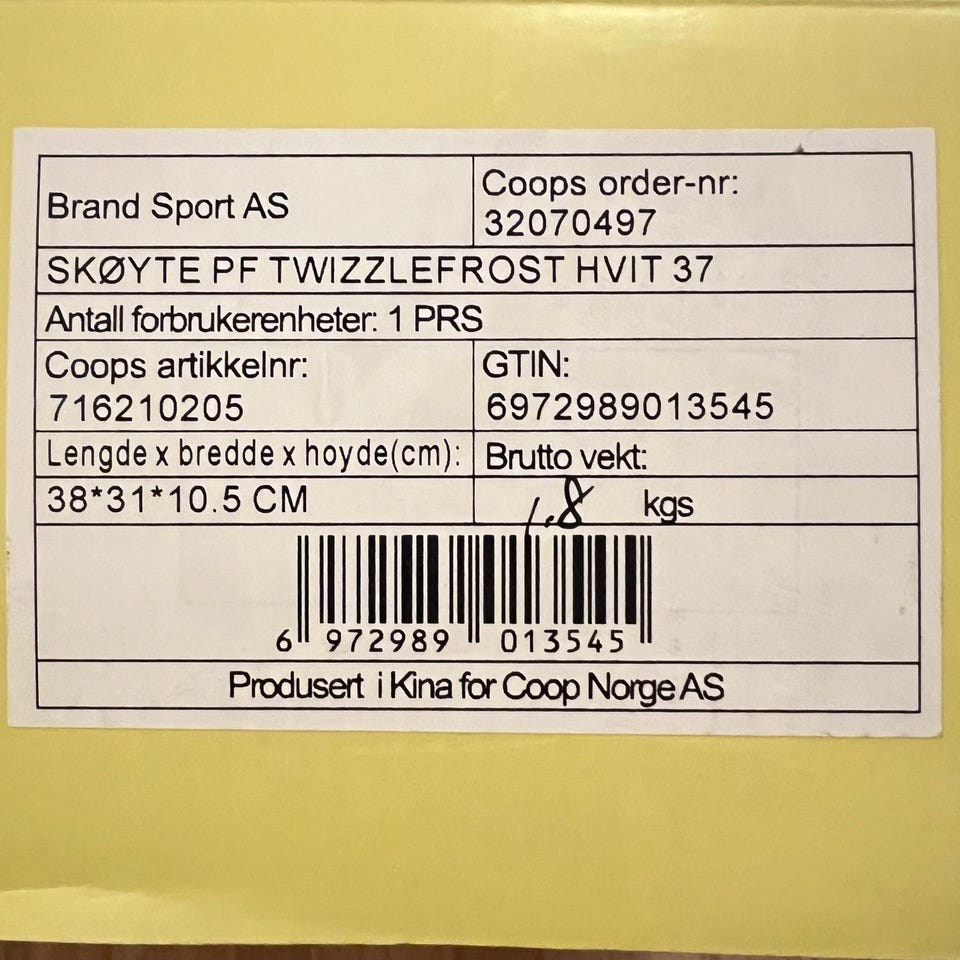 Brand Sport AS
Coops order-nr:
32070497
SKØYTE PF TWIZZLEFROST HVIT 37
Antall forbrukerenheter: 1 PRS
Coops artikkelnr:
716210205
GTIN:
6972989013545
Lengde x bredde x hoyde(cm):
Brutto vekt:
38*31*10.5 CM
1.8 kgs
6 972989 013545
Produsert i Kina for Coop Norge AS